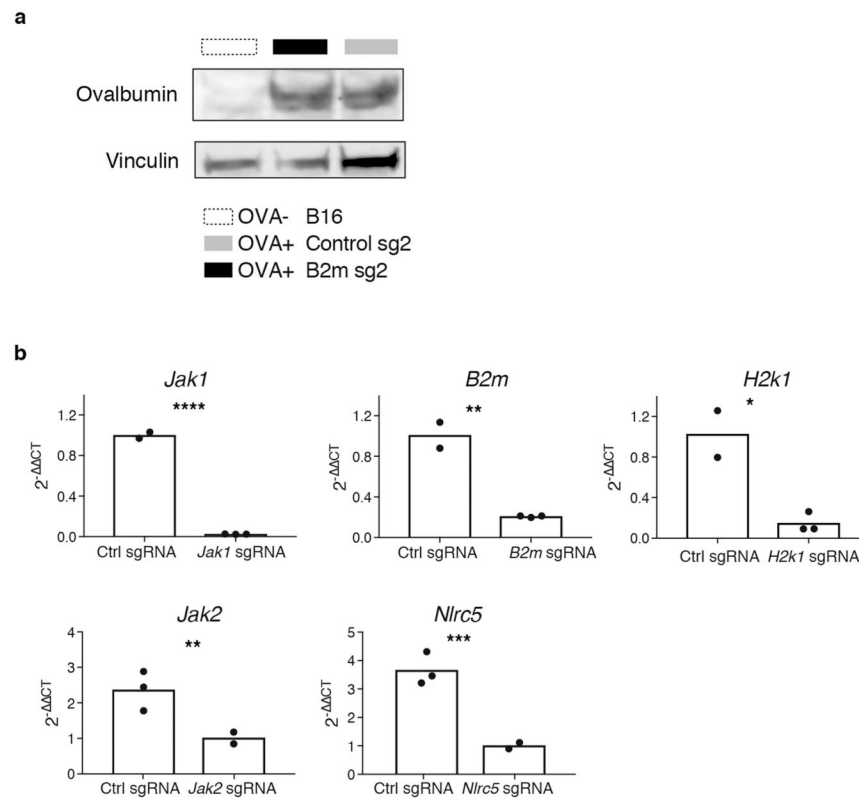 a
Ovalbumin
Vinculin
OVA- B16
OVA+ Control sg2
OVA+ B2m sg2
b
Jak1
****
1.2
0.8
0.4
0.0
2-ΔΔCT
Ctrl sgRNA Jak1 sgRNA
B2m
**
1.2
0.8
0.4
0.0
2-ΔΔCT
Ctrl sgRNA B2m sgRNA
H2k1
*
1.2
0.8
0.4
0.0
2-ΔΔCT
Ctrl sgRNA H2k1 sgRNA
Jak2
**
4
3
2
1
0
2-ΔΔCT
Ctrl sgRNA Jak2 sgRNA
Nlrc5
***
5
4
3
2
1
0
2-ΔΔCT
Ctrl sgRNA Nlrc5 sgRNA